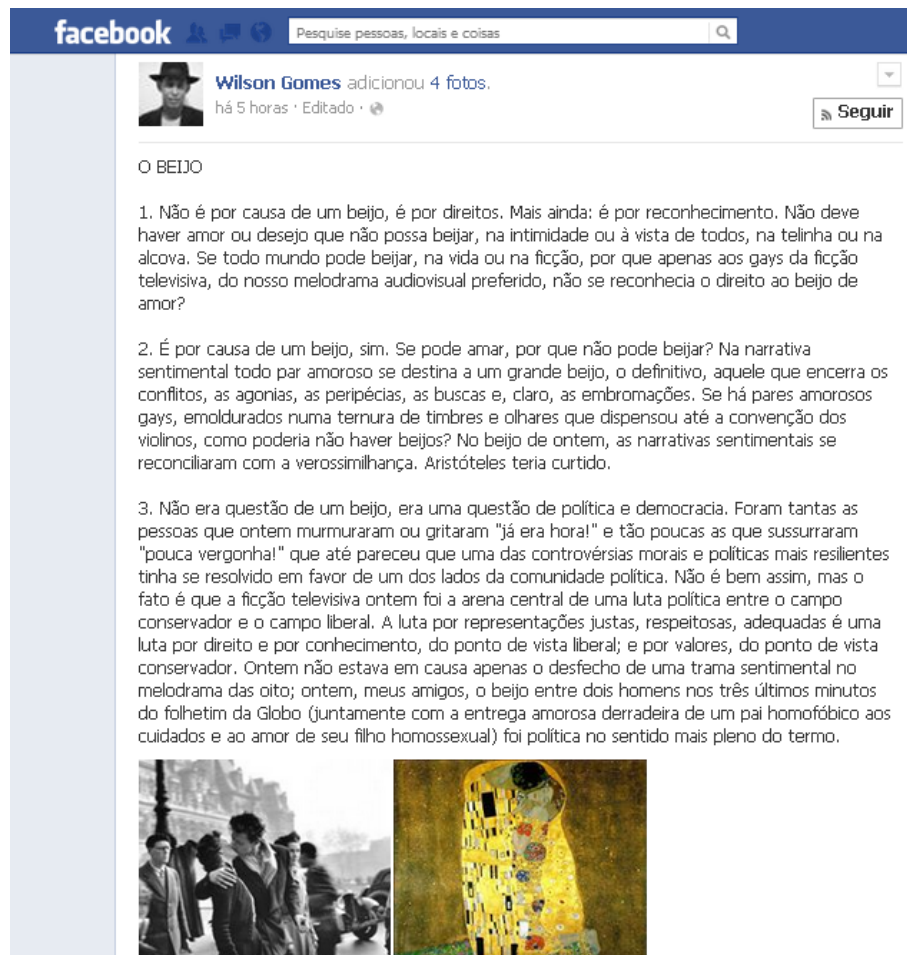 facebook
Pesquise pessoas, locais e coisas
Wilson Gomes adicionou 4 fotos.
há 5 horas · Editado ·
Seguir
O BEIJO
1. Não é por causa de um beijo, é por direitos. Mais ainda: é por reconhecimento. Não deve
haver amor ou desejo que não possa beijar, na intimidade ou à vista de todos, na telinha ou na
alcova. Se todo mundo pode beijar, na vida ou na ficção, por que apenas aos gays da ficção
televisiva, do nosso melodrama audiovisual preferido, não se reconhecia o direito ao beijo de
amor?
2. É por causa de um beijo, sim. Se pode amar, por que não pode beijar? Na narrativa
sentimental todo par amoroso se destina a um grande beijo, o definitivo, aquele que encerra os
conflitos, as agonias, as peripécias, as buscas e, claro, as embromações. Se há pares amorosos
gays, emoldurados numa ternura de timbres e olhares que dispensou até a convenção dos
violinos, como poderia não haver beijos? No beijo de ontem, as narrativas sentimentais se
reconciliaram com a verossimilhança. Aristóteles teria curtido.
3. Não era questão de um beijo, era uma questão de política e democracia. Foram tantas as
pessoas que ontem murmuraram ou gritaram "já era hora!" e tão poucas as que sussurraram
"pouca vergonha!" que até pareceu que uma das controvérsias morais e políticas mais resilientes
tinha se resolvido em favor de um dos lados da comunidade política. Não é bem assim, mas o
fato é que a ficção televisiva ontem foi a arena central de uma luta política entre o campo
conservador e o campo liberal. A luta por representações justas, respeitosas, adequadas é uma
luta por direito e por conhecimento, do ponto de vista liberal; e por valores, do ponto de vista
conservador. Ontem não estava em causa apenas o desfecho de uma trama sentimental no
melodrama das oito; ontem, meus amigos, o beijo entre dois homens nos três últimos minutos
do folhetim da Globo (juntamente com a entrega amorosa derradeira de um pai homofóbico aos
cuidados e ao amor de seu filho homossexual) foi política no sentido mais pleno do termo.